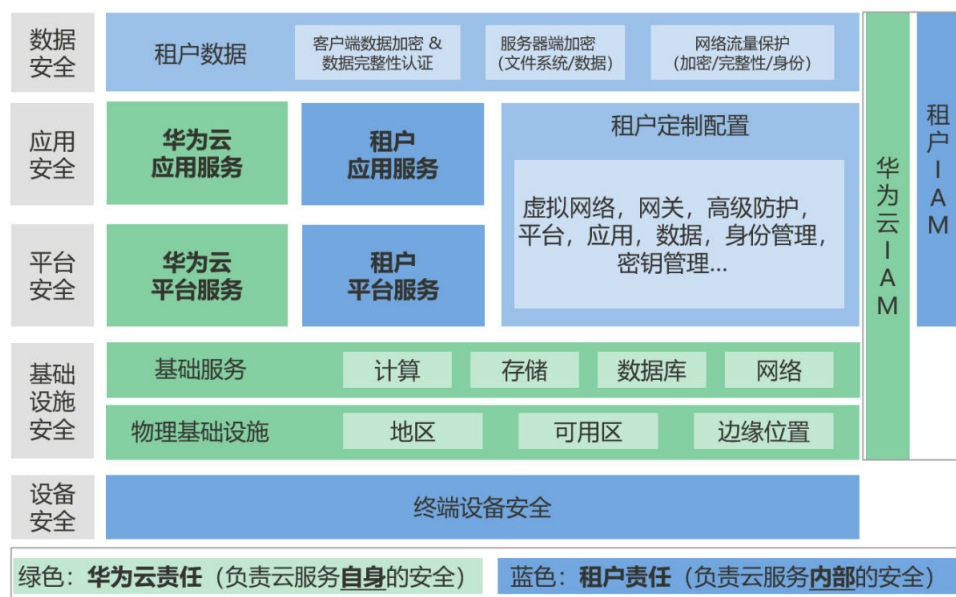 数据
安全
租户数据
客户端数据加密 &
数据完整性认证
服务器端加密
(文件系统/数据)
网络流量保护
(加密/完整性/身份)
应用
安全
华为云
应用服务
租户
应用服务
租户定制配置
虚拟网络，网关，高级防护，
平台，应用，数据，身份管理，
密钥管理...
平台
安全
华为云
平台服务
租户
平台服务
基础
设施
安全
基础服务
计算
存储
数据库
网络
物理基础设施
地区
可用区
边缘位置
设备
安全
终端设备安全
华
为
云
I
A
M
租
户
I
A
M
绿色：华为云责任（负责云服务自身的安全）
蓝色：租户责任（负责云服务内部的安全）